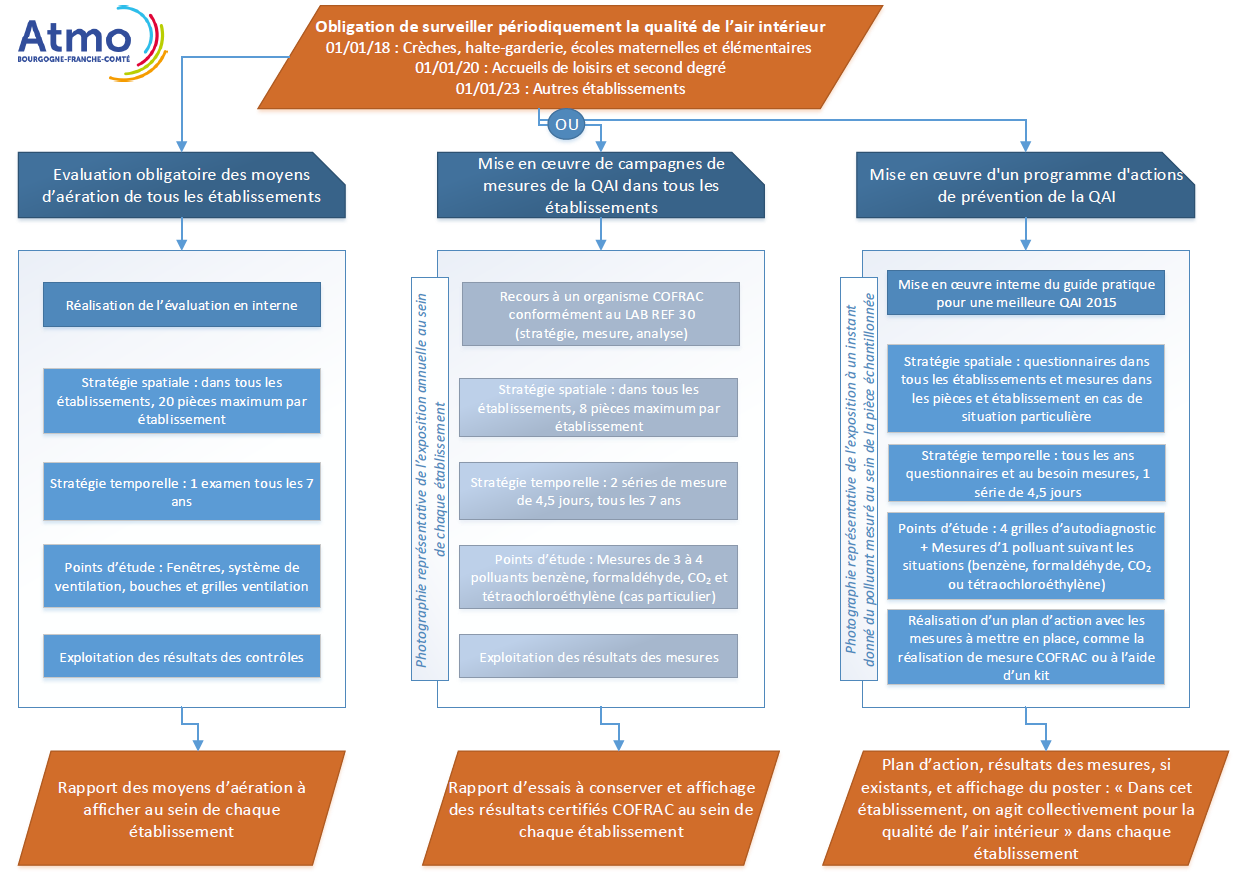 Atmo
BOURGOGNE-FRANCHE-COMTÉ
Obligation de surveiller périodiquement la qualité de l'air intérieur
01/01/18 : Crèches, halte-garderie, écoles maternelles et élémentaires
01/01/20 : Accueils de loisirs et second degré
01/01/23 : Autres établissements
OU
Evaluation obligatoire des moyens
d'aération de tous les établissements
Réalisation de l'évaluation en interne
Stratégie spatiale : dans tous les
établissements, 20 pièces maximum par
établissement
Stratégie temporelle : 1 examen tous les 7
ans
Points d'étude : Fenêtres, système de
ventilation, bouches et grilles ventilation
Exploitation des résultats des contrôles
Rapport des moyens d'aération à
afficher au sein de chaque
établissement
Mise en œuvre de campagnes de
mesures de la QAI dans tous les
établissements
Photographie représentative de l'exposition annuelle au sein
de chaque établissement
Recours à un organisme COFRAC
conformément au LAB REF 30
(stratégie, mesure, analyse)
Stratégie spatiale : dans tous les
établissements, 8 pièces maximum par
établissement
Stratégie temporelle : 2 séries de mesure
de 4,5 jours, tous les 7 ans
Points d'étude : Mesures de 3 à 4
polluants benzène, formaldéhyde, CO₂ et
tétraochloroéthylène (cas particulier)
Exploitation des résultats des mesures
Rapport d'essais à conserver et affichage
des résultats certifiés COFRAC au sein de
chaque établissement
Mise en œuvre d'un programme d'actions
de prévention de la QAI
Photographie représentative de l'exposition à un instant
donné du polluant mesuré au sein de la pièce échantillonnée
Mise en œuvre interne du guide pratique
pour une meilleure QAI 2015
Stratégie spatiale : questionnaires dans
tous les établissements et mesures dans
les pièces et établissement en cas de
situation particulière
Stratégie temporelle : tous les ans
questionnaires et au besoin mesures, 1
série de 4,5 jours
Points d'étude : 4 grilles d'autodiagnostic
+ Mesures d'1 polluant suivant les
situations (benzène, formaldéhyde, CO₂
ou tétraochloroéthylène)
Réalisation d'un plan d'action avec les
mesures à mettre en place, comme la
réalisation de mesure COFRAC ou à l'aide
d'un kit
Plan d'action, résultats des mesures, si
existants, et affichage du poster : « Dans cet
établissement, on agit collectivement pour la
qualité de l'air intérieur » dans chaque
établissement